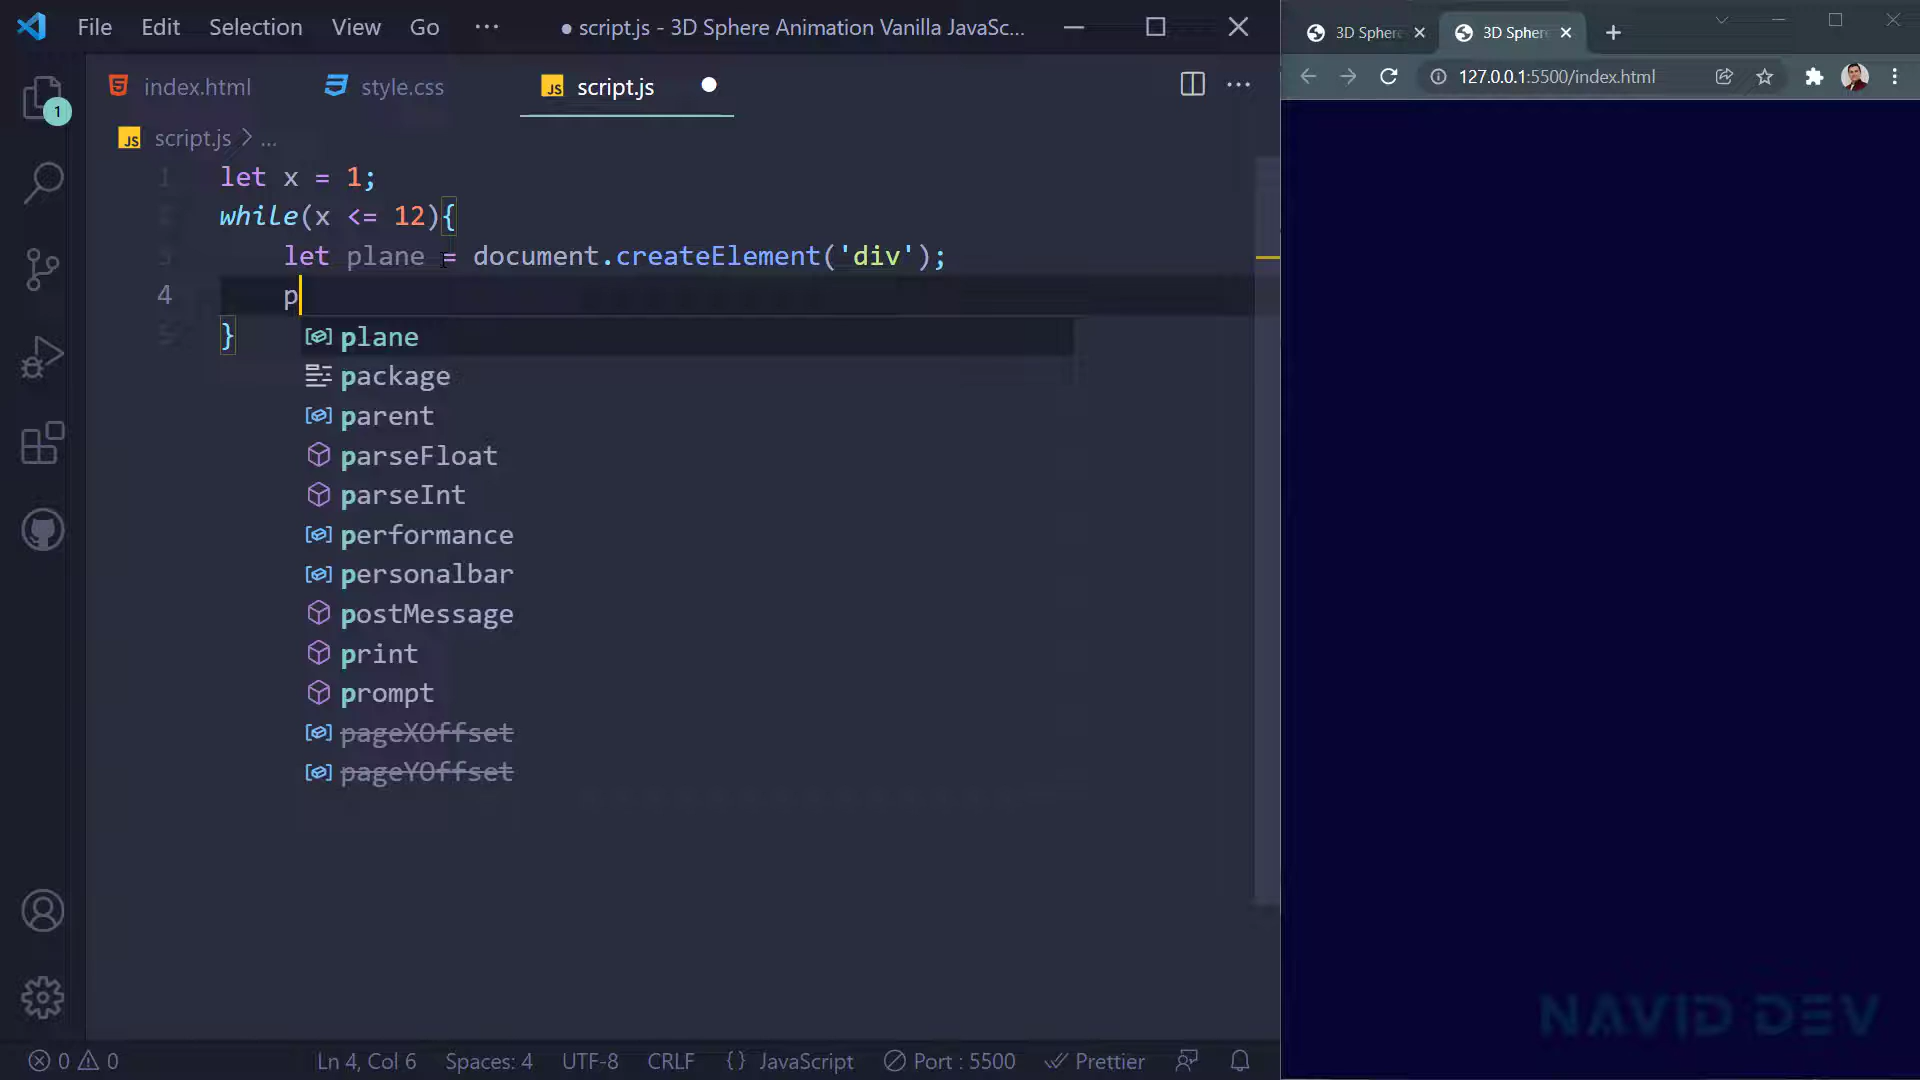 File Edit Selection View Go ··· ● script.js - 3D Sphere Animation Vanilla JavaSc...
3D Sphere 3D Sphere
127.0.0.1:5500/index.html
1
index.html style.css JS script.js
JS script.js > ...
1 let x = 1;
2 while(x <= 12){
3 let plane = document.createElement('div');
4 p
5 }
plane
package
parent
parseFloat
parseInt
performance
personalbar
postMessage
print
prompt
pageXOffset
pageYOffset
NAVID DEV
0 0 Ln 4, Col 6 Spaces: 4 UTF-8 CRLF {} JavaScript Port : 5500 Prettier